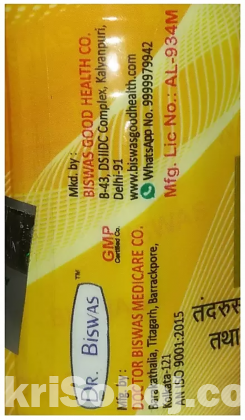 DR. BISWAS
TM
GMP
Certified Co.
Mfg. by :
DOCTOR BISWAS MEDICARE CO.
Titagarh, Barrackpore,
Kolkata-121
AN ISO 9001:2015
Mkd. by :
BISWAS GOOD HEALTH CO.
B-43, DSIIDC Complex, Kalyanpuri,
Delhi-91
www.biswasgoodhealth.com
WhatsApp No. 9999979942
Mfg. Lic No.: AL-934M
तथा